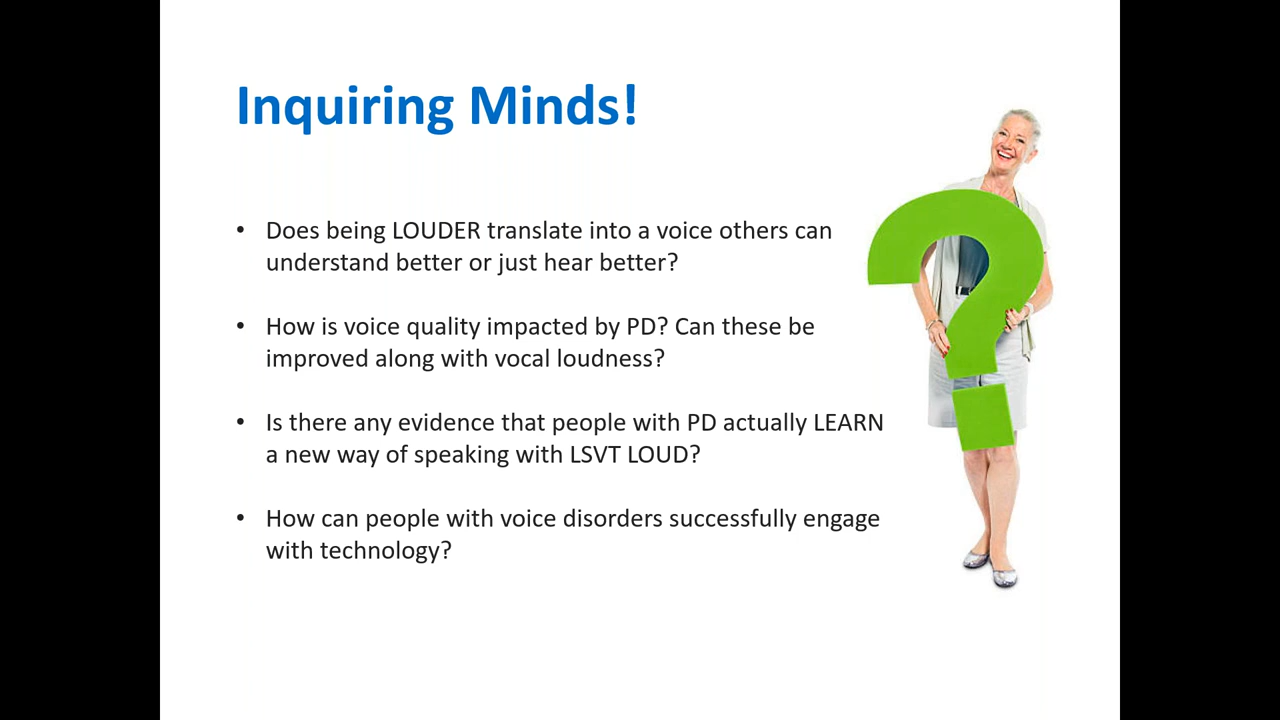 Inquiring Minds!
• Does being LOUDER translate into a voice others can
understand better or just hear better?
• How is voice quality impacted by PD? Can these be
improved along with vocal loudness?
• Is there any evidence that people with PD actually LEARN
a new way of speaking with LSVT LOUD?
• How can people with voice disorders successfully engage
with technology?